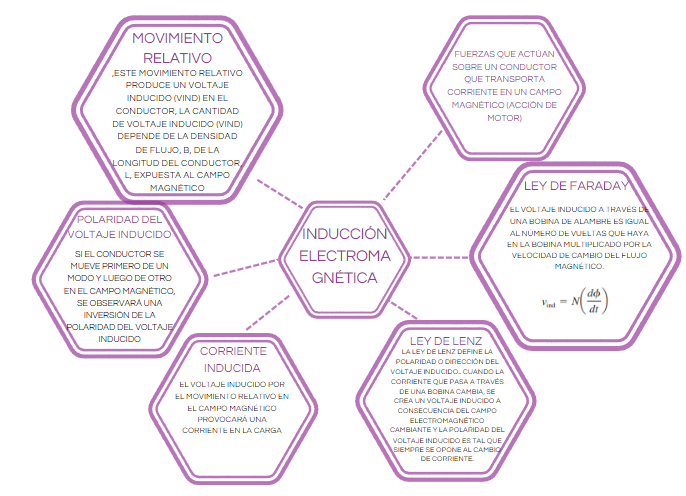 MOVIMIENTO
RELATIVO
,ESTE MOVIMIENTO RELATIVO
PRODUCE UN VOLTAJE
INDUCIDO (VIND) EN EL
CONDUCTOR, LA CANTIDAD
DE VOLTAJE INDUCIDO (VIND)
DEPENDE DE LA DENSIDAD
DE FLUJO, B, DE LA
LONGITUD DEL CONDUCTOR,
L, EXPUESTA AL CAMPO
MAGNÉTICO
FUERZAS QUE ACTÚAN
SOBRE UN CONDUCTOR
QUE TRANSPORTA
CORRIENTE EN UN CAMPO
MAGNÉTICO (ACCIÓN DE
MOTOR)
POLARIDAD DEL
VOLTAJE INDUCIDO
SI EL CONDUCTOR SE
MUEVE PRIMERO DE UN
MODO Y LUEGO DE OTRO
EN EL CAMPO MAGNÉTICO,
SE OBSERVARÁ UNA
INVERSIÓN DE LA
POLARIDAD DEL VOLTAJE
INDUCIDO
INDUCCIÓN
ELECTROMA
GNÉTICA
LEY DE FARADAY
EL VOLTAJE INDUCIDO A TRAVÉS DE
UNA BOBINA DE ALAMBRE ES IGUAL
AL NÚMERO DE VUELTAS QUE HAYA
EN LA BOBINA MULTIPLICADO POR LA
VELOCIDAD DE CAMBIO DEL FLUJO
MAGNÉTICO.
v_ind = N(dϕ/dt)
CORRIENTE
INDUCIDA
EL VOLTAJE INDUCIDO POR
EL MOVIMIENTO RELATIVO EN
EL CAMPO MAGNÉTICO
PROVOCARÁ UNA
CORRIENTE EN LA CARGA
LEY DE LENZ
LA LEY DE LENZ DEFINE LA
POLARIDAD O DIRECCIÓN DEL
VOLTAJE INDUCIDO.. CUANDO LA
CORRIENTE QUE PASA A TRAVÉS
DE UNA BOBINA CAMBIA, SE
CREA UN VOLTAJE INDUCIDO A
CONSECUENCIA DEL CAMPO
ELECTROMAGNÉTICO
CAMBIANTE Y LA POLARIDAD DEL
VOLTAJE INDUCIDO ES TAL QUE
SIEMPRE SE OPONE AL CAMBIO
DE CORRIENTE.